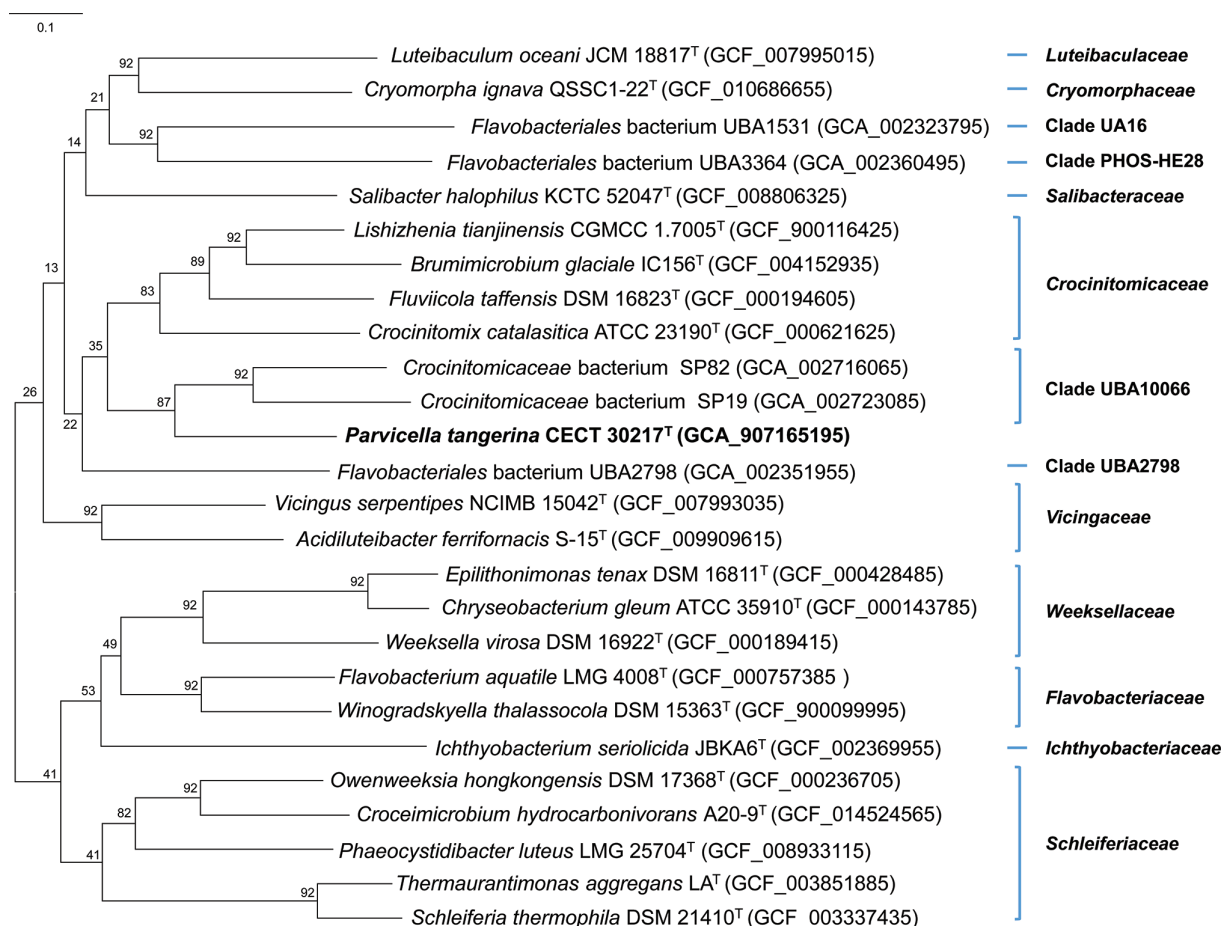 0.1
92
Luteibaculum oceani JCM 18817ᵀ (GCF_007995015)
Luteibaculaceae
21
Cryomorpha ignava QSSC1-22ᵀ (GCF_010686655)
Cryomorphaceae
92
Flavobacteriales bacterium UBA1531 (GCA_002323795)
Clade UA16
14
Flavobacteriales bacterium UBA3364 (GCA_002360495)
Clade PHOS-HE28
Salibacter halophilus KCTC 52047ᵀ (GCF_008806325)
Salibacteraceae
92
Lishizhenia tianjinensis CGMCC 1.7005ᵀ (GCF_900116425)
89
Brumimicrobium glaciale IC156ᵀ (GCF_004152935)
13
Crocinitomicaceae
83
Fluviicola taffensis DSM 16823ᵀ (GCF_000194605)
Crocinitomix catalasitica ATCC 23190ᵀ (GCF_000621625)
35
92
Crocinitomicaceae bacterium SP82 (GCA_002716065)
26
Clade UBA10066
87
Crocinitomicaceae bacterium SP19 (GCA_002723085)
22
Parvicella tangerina CECT 30217ᵀ (GCA_907165195)
Flavobacteriales bacterium UBA2798 (GCA_002351955)
Clade UBA2798
92
Vicingus serpentipes NCIMB 15042ᵀ (GCF_007993035)
Vicingaceae
Acidiluteibacter ferrifornacis S-15ᵀ (GCF_009909615)
92
Epilithonimonas tenax DSM 16811ᵀ (GCF_000428485)
92
Chryseobacterium gleum ATCC 35910ᵀ (GCF_000143785)
Weeksellaceae
49
Weeksella virosa DSM 16922ᵀ (GCF_000189415)
53
92
Flavobacterium aquatile LMG 4008ᵀ (GCF_000757385 )
Flavobacteriaceae
Winogradskyella thalassocola DSM 15363ᵀ (GCF_900099995)
Ichthyobacterium seriolicida JBKA6ᵀ (GCF_002369955)
Ichthyobacteriaceae
41
92
Owenweeksia hongkongensis DSM 17368ᵀ (GCF_000236705)
82
Croceimicrobium hydrocarbonivorans A20-9ᵀ (GCF_014524565)
Schleiferiaceae
41
Phaeocystidibacter luteus LMG 25704ᵀ (GCF_008933115)
92
Thermaurantimonas aggregans LAᵀ (GCF_003851885)
Schleiferia thermophila DSM 21410ᵀ (GCF_003337435)